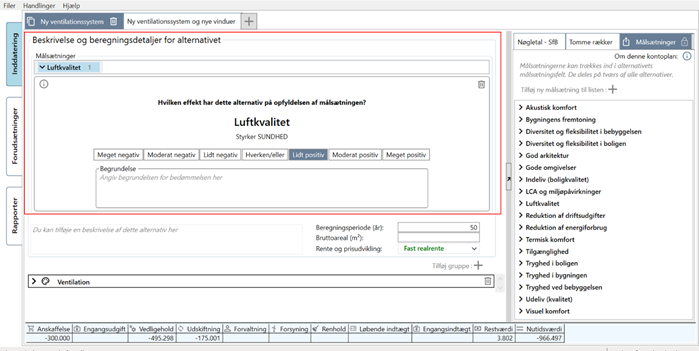 Filer Handlinger Hjælp
Ny ventilationssystem
Ny ventilationssystem og nye vinduer
Inddatering
Forudsætninger
Rapporter
Beskrivelse og beregningsdetaljer for alternativet
Målsætninger
Luftkvalitet 1
Hvilken effekt har dette alternativ på opfyldelsen af målsætningen?
Luftkvalitet
Styrker SUNDHED
Meget negativ Moderat negativ Lidt negativ Hverken/eller Lidt positiv Moderat positiv Meget positiv
Begrundelse
Angiv begrundelsen for bedømmelsen her
Du kan tilføje en beskrivelse af dette alternativ her
Beregningsperiode (år): 50
Bruttoareal (m²):
Rente og prisudvikling: Fast realrente
Tilføj gruppe :
Ventilation
Nøgletal - SfB Tomme rækker Målsætninger
Om denne kontoplan:
Målsætningerne kan trækkes ind i alternativets
målsætningsfelt. De deles på tværs af alle alternativer.
Tilføj ny målsætning til listen :
Akustisk komfort
Bygningens fremtoning
Diversitet og fleksibilitet i bebyggelsen
Diversitet og fleksibilitet i boligen
God arkitektur
Gode omgivelser
Indeliv (boligkvalitet)
LCA og miljøpåvirkninger
Luftkvalitet
Reduktion af driftsudgifter
Reduktion af energiforbrug
Termisk komfort
Tilgænglighed
Tryghed i boligen
Tryghed i bygningen
Tryghed ved bebyggelsen
Udeliv (kvalitet)
Visuel komfort
Anskaffelse Engangsudgift Vedligehold Udskiftning Forvaltning Forsyning Renhold Løbende indtægt Engangsindtægt Restværdi Nutidsværdi
-300.000 -495.298 -175.001 3.802 -966.497